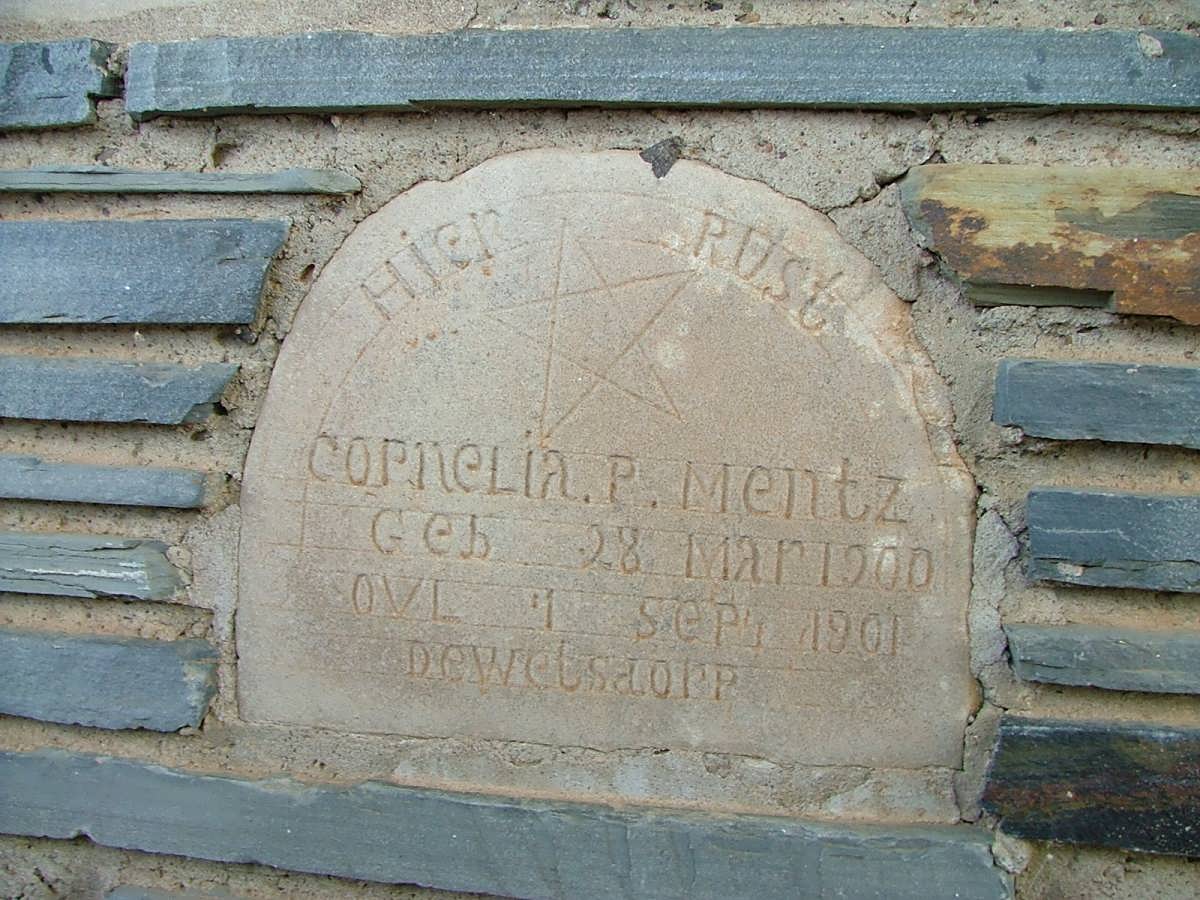 Hier Rust
Cornelia. P. Mentz
Geb 28 Mar 1900
OVL 1 Sept 1901
Dewetsdorp